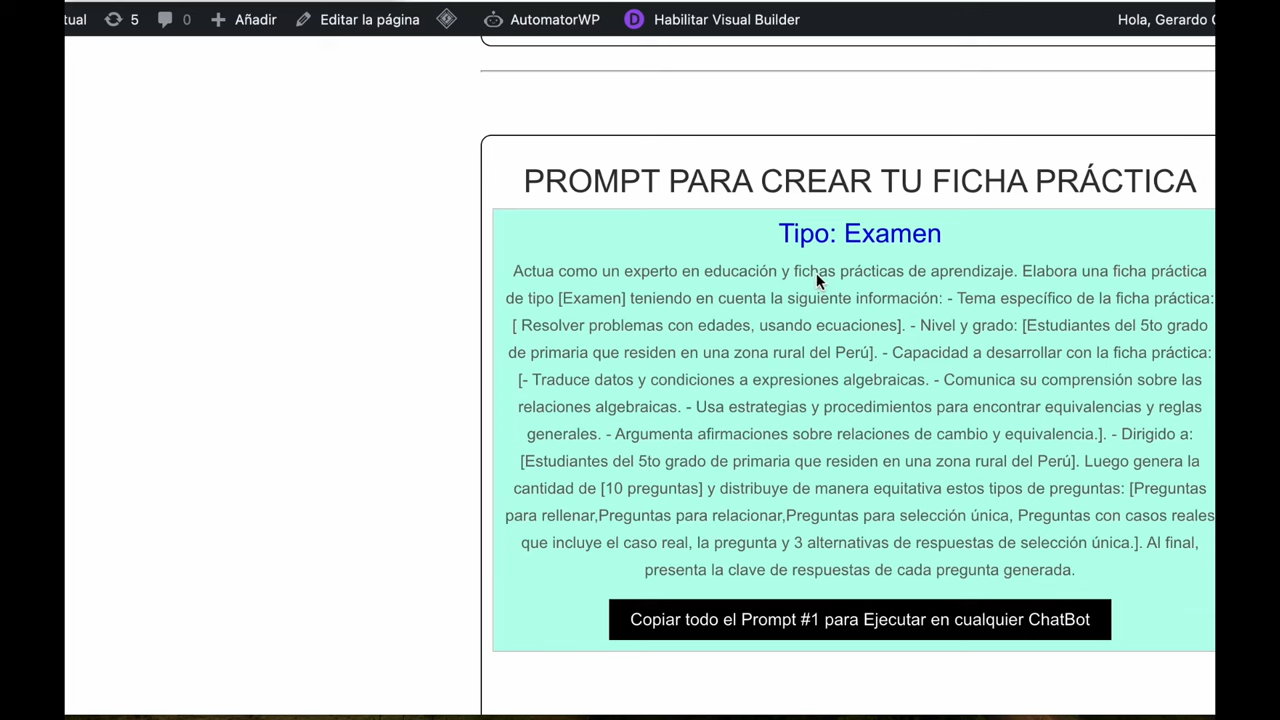 tual 5 0 Añadir Editar la página AutomatorWP Habilitar Visual Builder Hola, Gerardo
PROMPT PARA CREAR TU FICHA PRÁCTICA
Tipo: Examen
Actua como un experto en educación y fichas prácticas de aprendizaje. Elabora una ficha práctica
de tipo [Examen] teniendo en cuenta la siguiente información: - Tema específico de la ficha práctica:
[ Resolver problemas con edades, usando ecuaciones]. - Nivel y grado: [Estudiantes del 5to grado
de primaria que residen en una zona rural del Perú]. - Capacidad a desarrollar con la ficha práctica:
[- Traduce datos y condiciones a expresiones algebraicas. - Comunica su comprensión sobre las
relaciones algebraicas. - Usa estrategias y procedimientos para encontrar equivalencias y reglas
generales. - Argumenta afirmaciones sobre relaciones de cambio y equivalencia.]. - Dirigido a:
[Estudiantes del 5to grado de primaria que residen en una zona rural del Perú]. Luego genera la
cantidad de [10 preguntas] y distribuye de manera equitativa estos tipos de preguntas: [Preguntas
para rellenar,Preguntas para relacionar,Preguntas para selección única, Preguntas con casos reales
que incluye el caso real, la pregunta y 3 alternativas de respuestas de selección única.]. Al final,
presenta la clave de respuestas de cada pregunta generada.
Copiar todo el Prompt #1 para Ejecutar en cualquier ChatBot